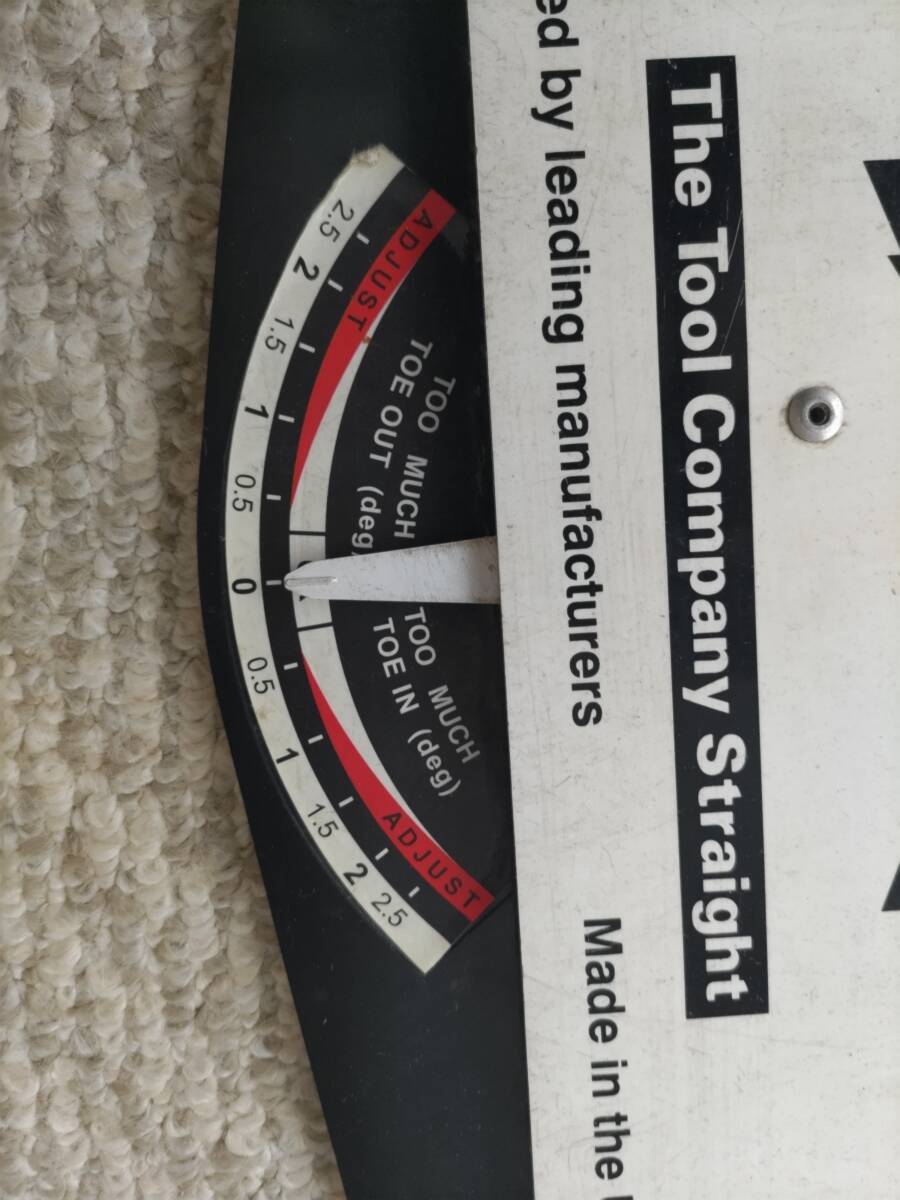 The Tool Company Straight
ed by leading manufacturers Made in the
TOO MUCH TOO MUCH
TOE OUT (deg) TOE IN (deg)
ADJUST ADJUST
2.5 2 1.5 1 0.5 0 0.5 1 1.5 2 2.5